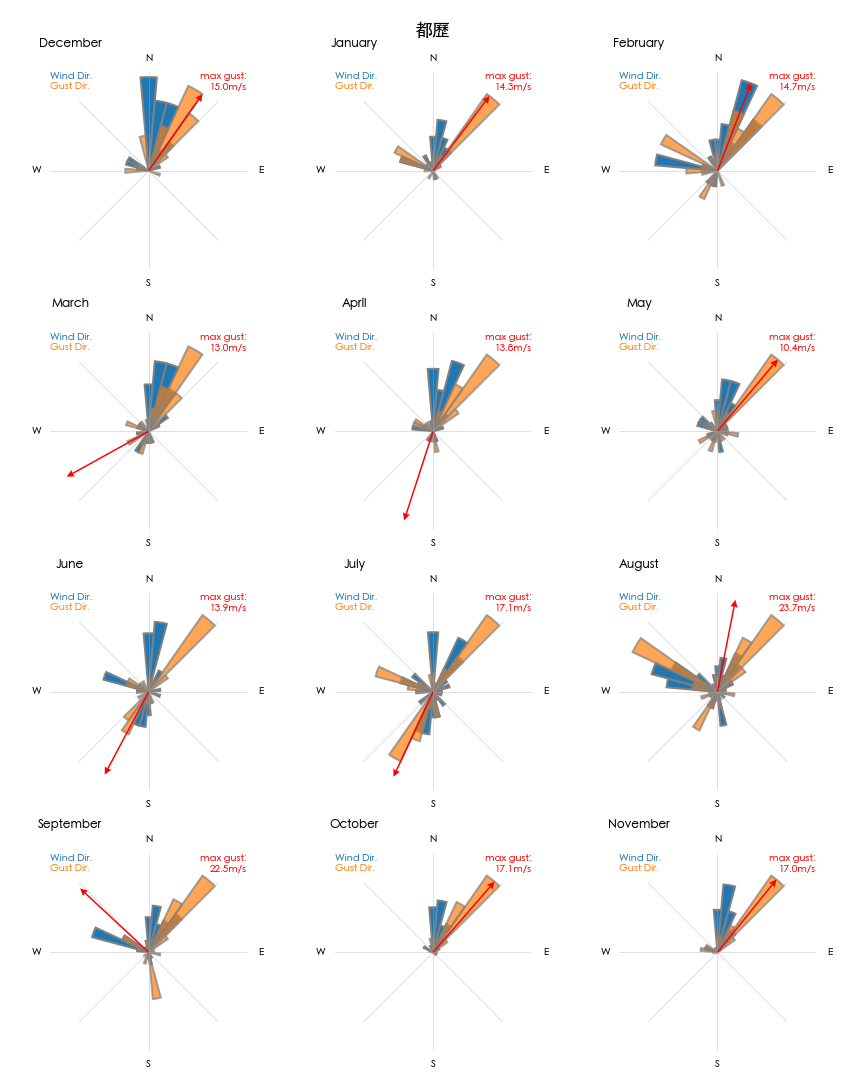 都歷
December
January
February
N
N
N
Wind Dir.
Gust Dir.
max gust:
15.0m/s
Wind Dir.
Gust Dir.
max gust:
14.3m/s
Wind Dir.
Gust Dir.
max gust:
14.7m/s
W
E
W
E
W
E
S
S
S
March
April
May
N
N
N
Wind Dir.
Gust Dir.
max gust:
13.0m/s
Wind Dir.
Gust Dir.
max gust:
13.8m/s
Wind Dir.
Gust Dir.
max gust:
10.4m/s
W
E
W
E
W
E
S
S
S
June
July
August
N
N
N
Wind Dir.
Gust Dir.
max gust:
13.9m/s
Wind Dir.
Gust Dir.
max gust:
17.1m/s
Wind Dir.
Gust Dir.
max gust:
23.7m/s
W
E
W
E
W
E
S
S
S
September
October
November
N
N
N
Wind Dir.
Gust Dir.
max gust:
22.5m/s
Wind Dir.
Gust Dir.
max gust:
17.1m/s
Wind Dir.
Gust Dir.
max gust:
17.0m/s
W
E
W
E
W
E
S
S
S